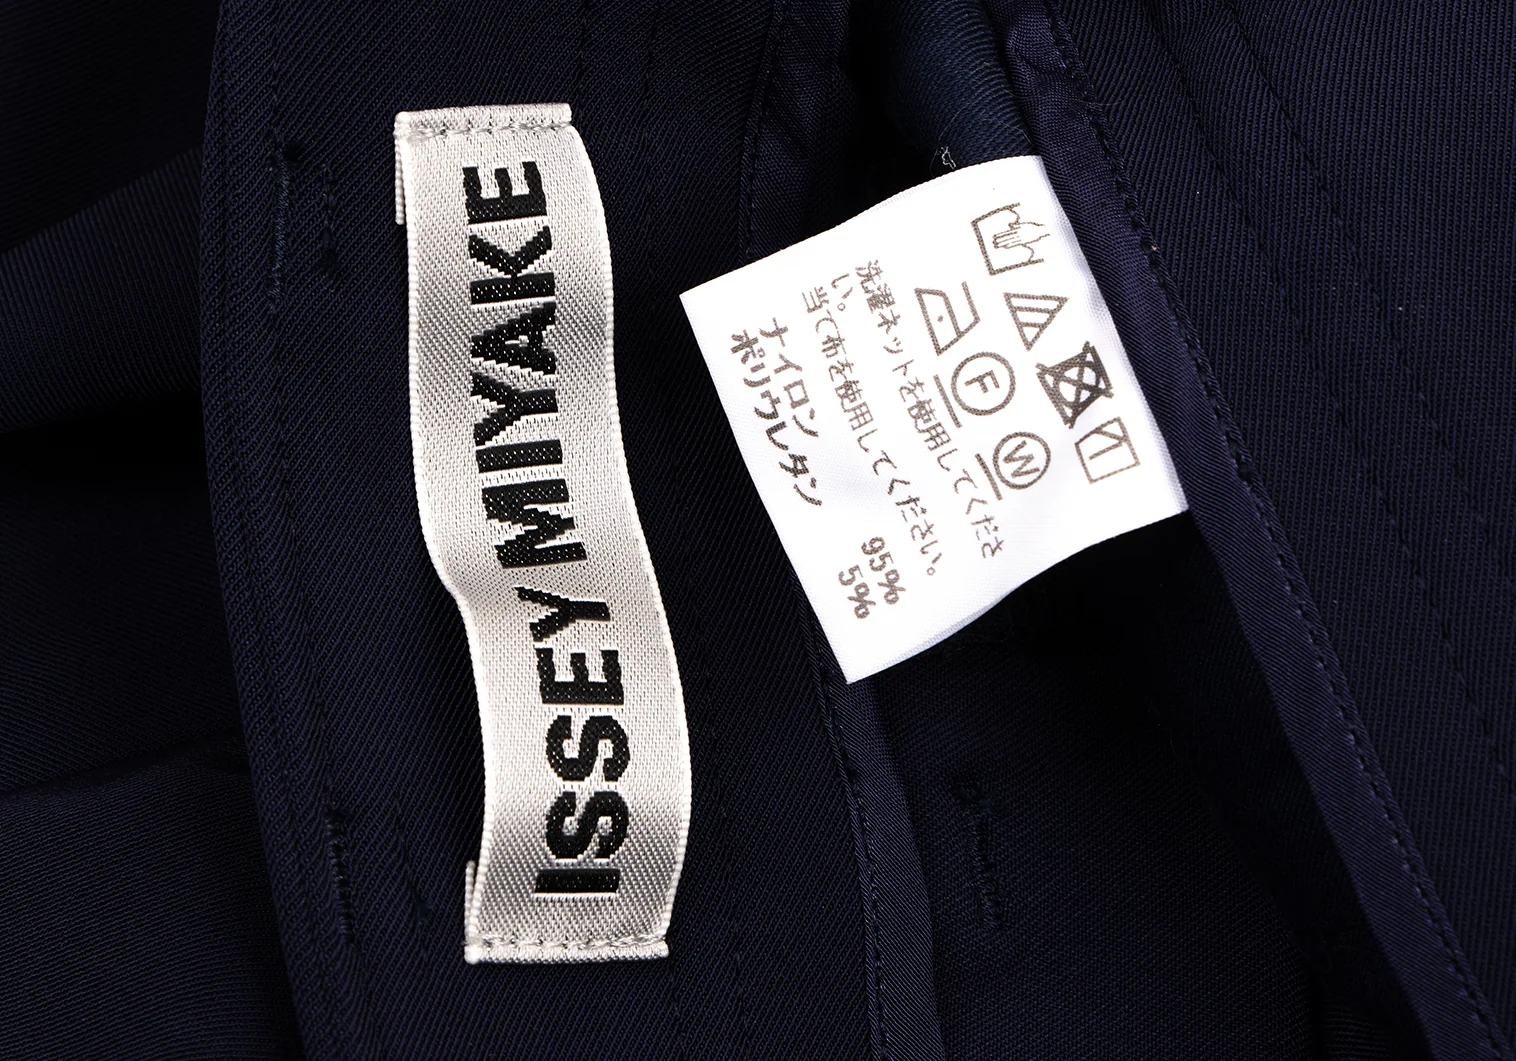 ISSEY MIYAKE
F
W
洗濯ネットを使用してくださ
い。
当て布を使用してください。
ナイロン 95%
ポリウレタン 5%